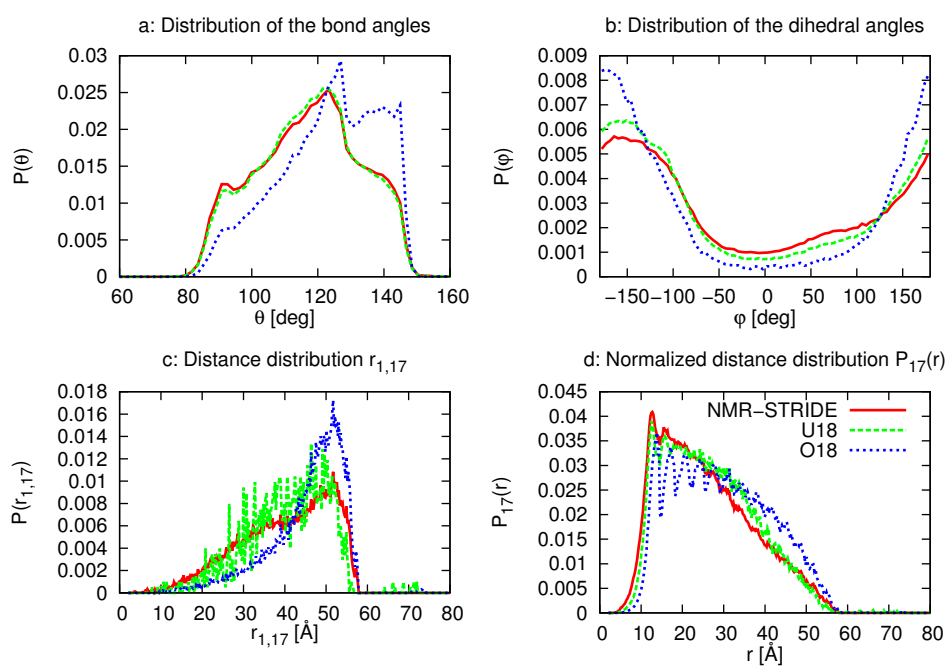 a: Distribution of the bond angles
P(θ)
0.03
0.025
0.02
0.015
0.01
0.005
0
60 80 100 120 140 160
θ [deg]
b: Distribution of the dihedral angles
P(φ)
0.009
0.008
0.007
0.006
0.005
0.004
0.003
0.002
0.001
0
−150 −100 −50 0 50 100 150
φ [deg]
c: Distance distribution r1,17
P(r1,17)
0.018
0.016
0.014
0.012
0.010
0.008
0.006
0.004
0.002
0.000
0 10 20 30 40 50 60 70 80
r1,17 [Å]
d: Normalized distance distribution P17(r)
P17(r)
0.045
0.04
0.035
0.03
0.025
0.02
0.015
0.01
0.005
0
NMR−STRIDE
U18
O18
0 10 20 30 40 50 60 70 80
r [Å]